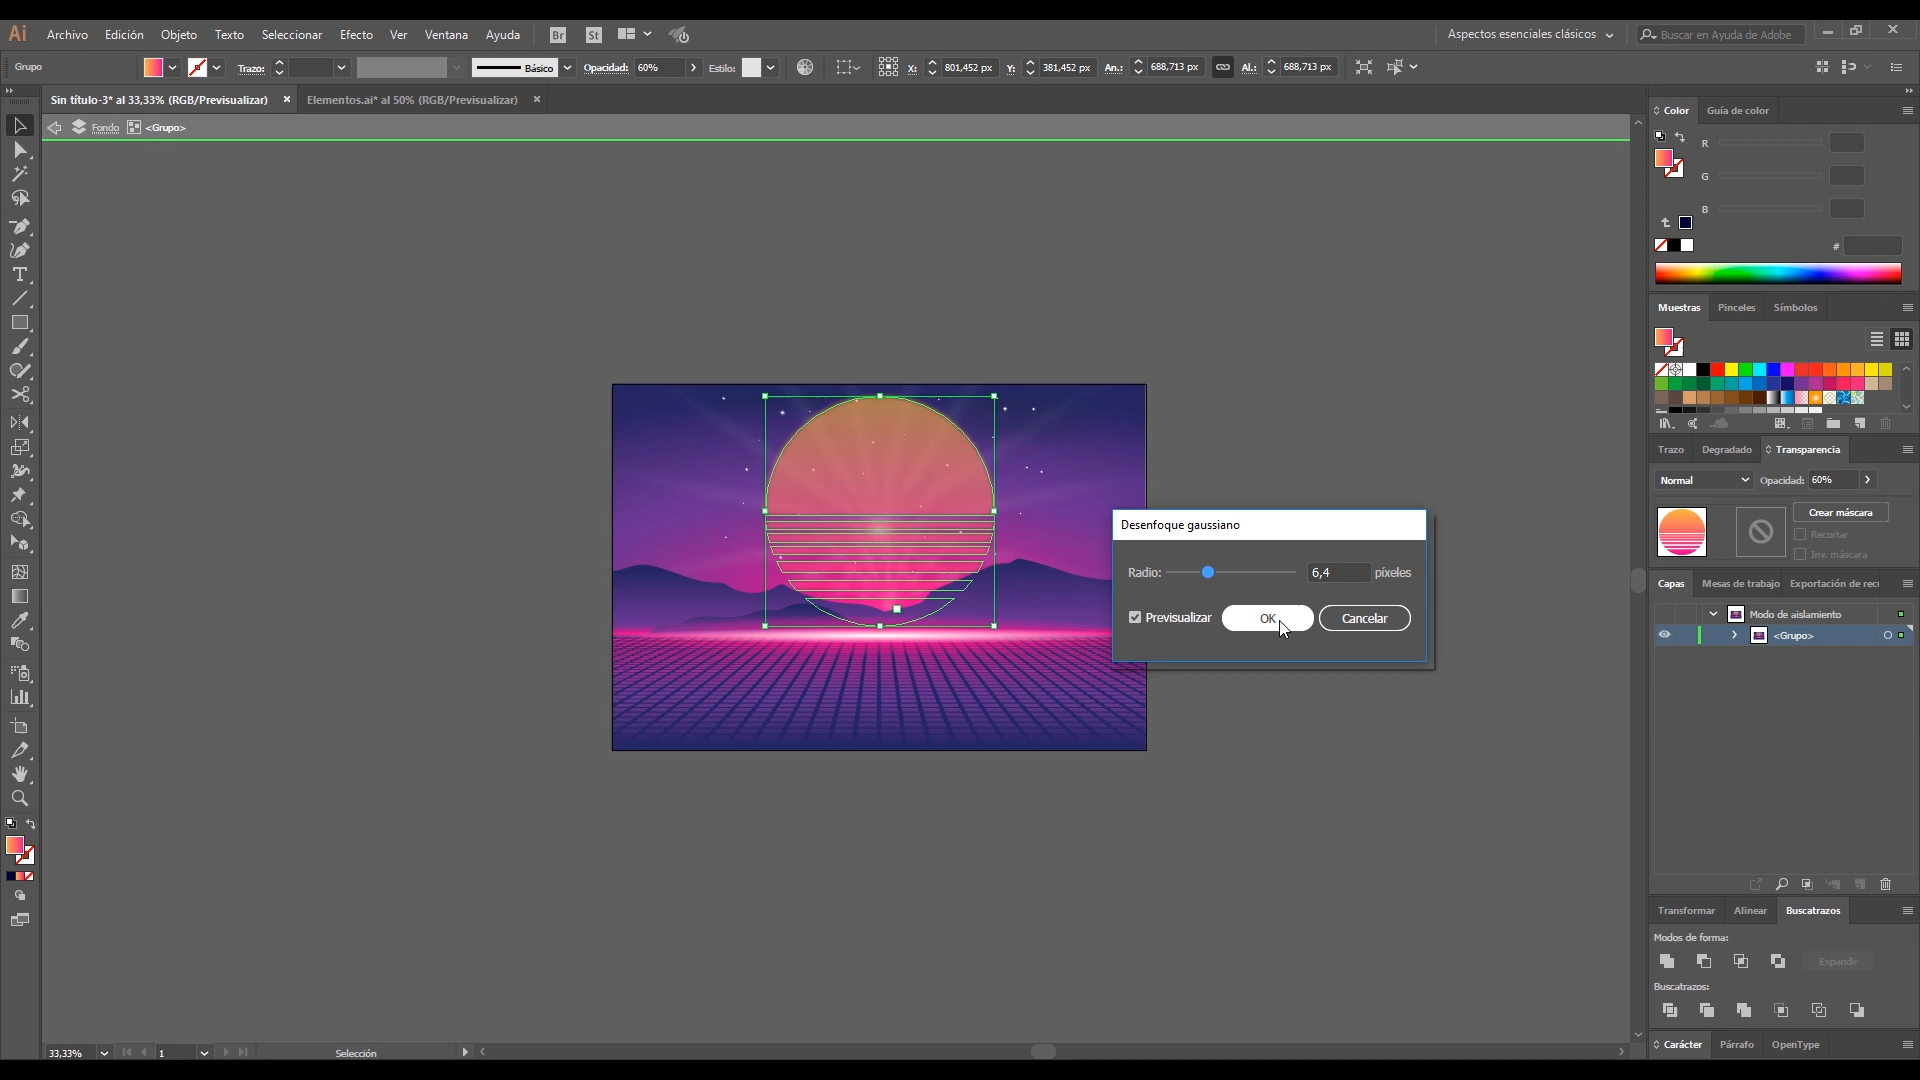 Ai Archivo Edición Objeto Texto Seleccionar Efecto Ver Ventana Ayuda Br St Aspectos esenciales clásicos Buscar en Ayuda de Adobe
Grupo Trazo: Básico Opacidad: 60% Estilo: X: 801,452 px Y: 381,452 px An.: 688,713 px Al.: 688,713 px
Sin título-3* al 33,33% (RGB/Previsualizar) Elementos.ai* al 50% (RGB/Previsualizar)
Fondo <Grupo>
Color Guía de color
R
G
B
#
Muestras Pinceles Símbolos
Trazo Degradado Transparencia
Normal Opacidad: 60%
Crear máscara
Recortar
Inv. máscara
Desenfoque gaussiano
Radio: 6,4 píxeles
Previsualizar OK Cancelar
Capas Mesas de trabajo Exportación de rec
Modo de aislamiento
<Grupo>
Transformar Alinear Buscatrazos
Modos de forma:
Expandir
Buscatrazos:
Carácter Párrafo OpenType
33,33% 1 Selección